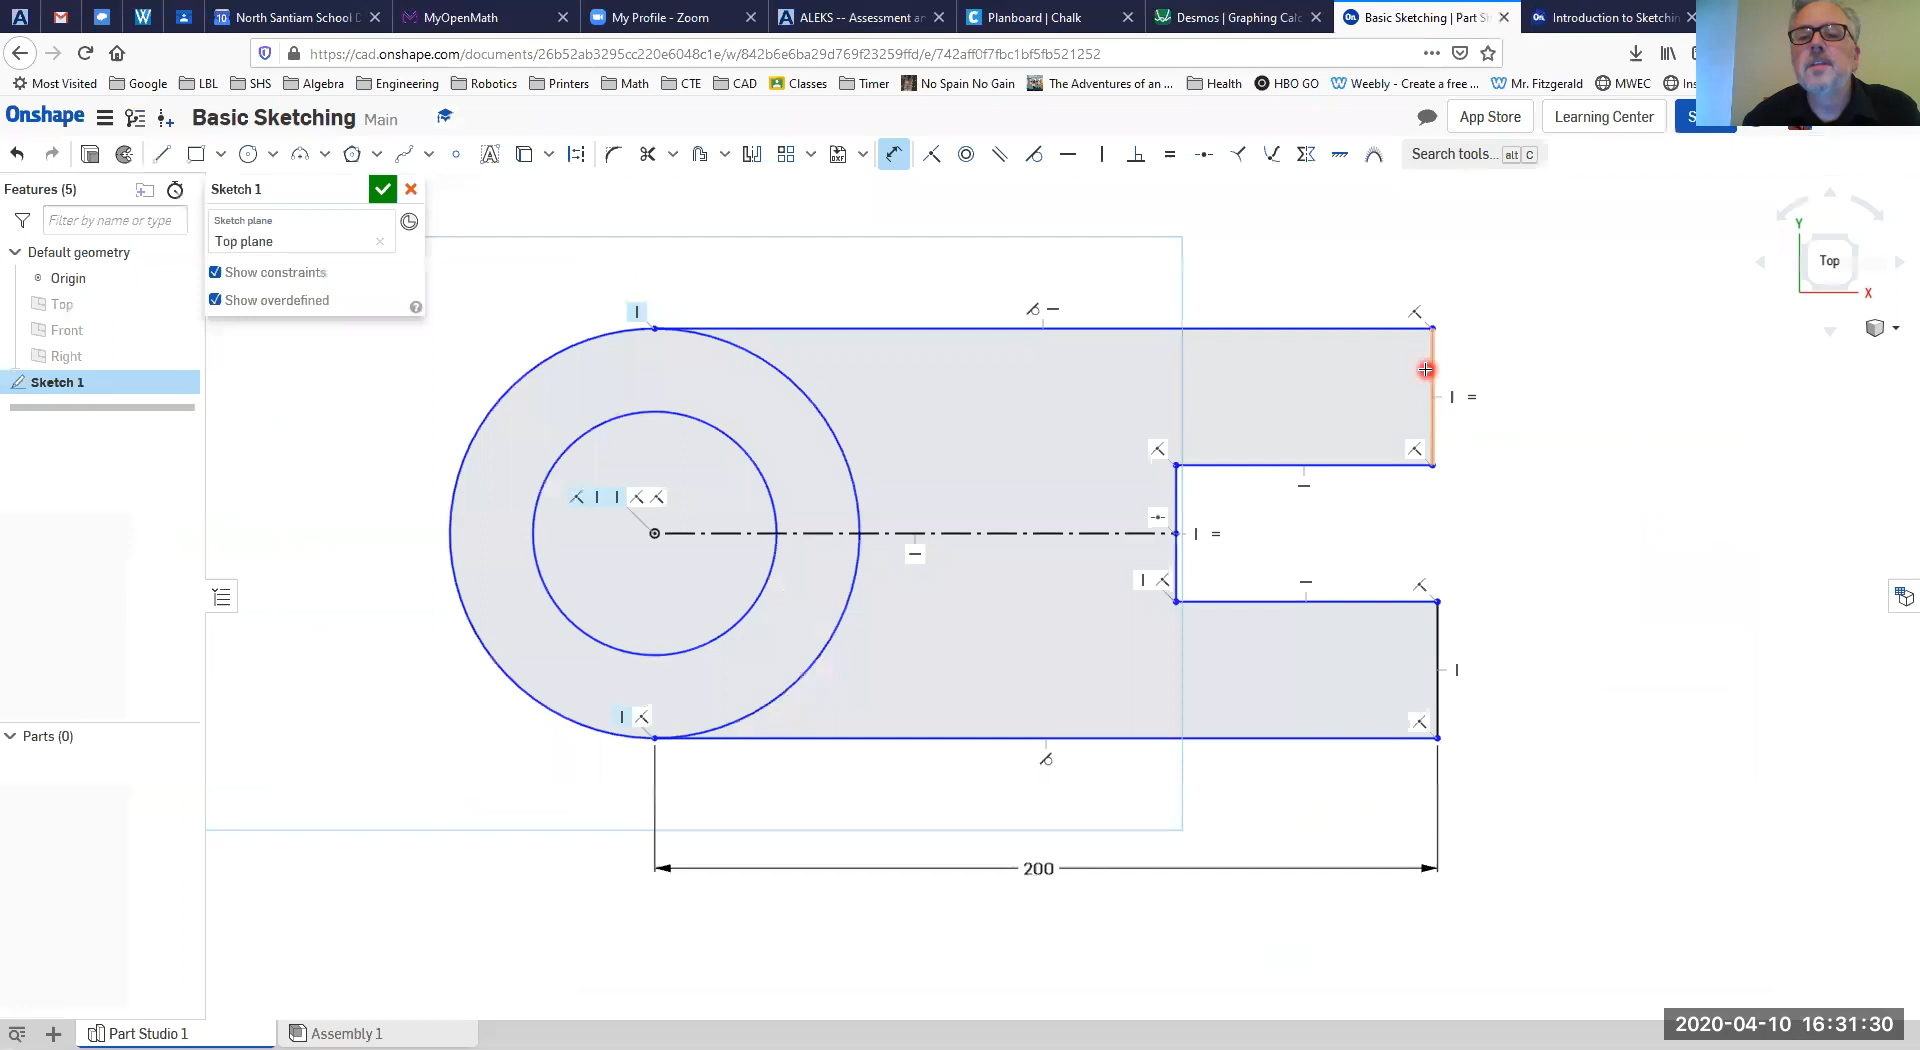 North Santiam School D
MyOpenMath
My Profile - Zoom
ALEKS -- Assessment a
Planboard | Chalk
Desmos | Graphing Calc
Basic Sketching | Part S
Introduction to Sketchin
https://cad.onshape.com/documents/26b52ab3295cc220e6048c1e/w/842b6e6ba29d769f23259ffd/e/742aff0f7fbc1bf5fb521252
Most Visited Google LBL SHS Algebra Engineering Robotics Printers Math CTE CAD Classes Timer No Spain No Gain The Adventures of an ... Health HBO GO Weebly - Create a free ... Mr. Fitzgerald MWEC Ins
Onshape Basic Sketching Main App Store Learning Center S
Search tools... alt C
Features (5)
Sketch 1
Filter by name or type
Sketch plane
Top plane
Default geometry
Show constraints
Origin
Show overdefined
Top
Front
Right
Sketch 1
Y
Top
X
200
Parts (0)
Part Studio 1
Assembly 1
2020-04-10 16:31:30